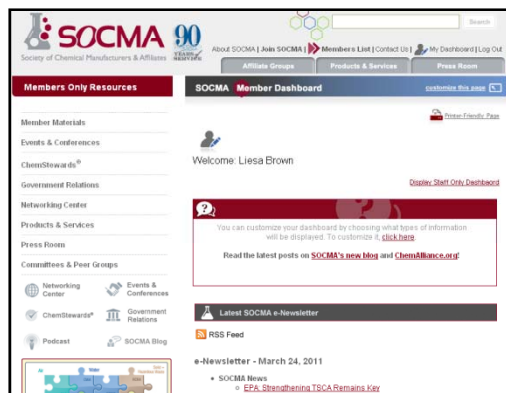 SOCMA
90
YEARS
Society of Chemical Manufacturers & Affiliates
Search
About SOCMA | Join SOCMA | Members List | Contact Us | My Dashboard | Log Out
Affiliate Groups
Products & Services
Press Room
Members Only Resources
SOCMA Member Dashboard
customize this page
Member Materials
Events & Conferences
ChemStewards®
Government Relations
Networking Center
Products & Services
Press Room
Committees & Peer Groups
Networking Center
Events & Conferences
ChemStewards®
Government Relations
Podcast
SOCMA Blog
Air
Water
Printer Friendly Page
Welcome: Liesa Brown
Display Staff Only Dashboard
You can customize your dashboard by choosing what types of information
will be displayed. To customize it, click here.
Read the latest posts on SOCMA's new blog and ChemAlliance.org!
Latest SOCMA e-Newsletter
RSS Feed
e-Newsletter - March 24, 2011
SOCMA News
EPA: Strengthening TSCA Remains Key